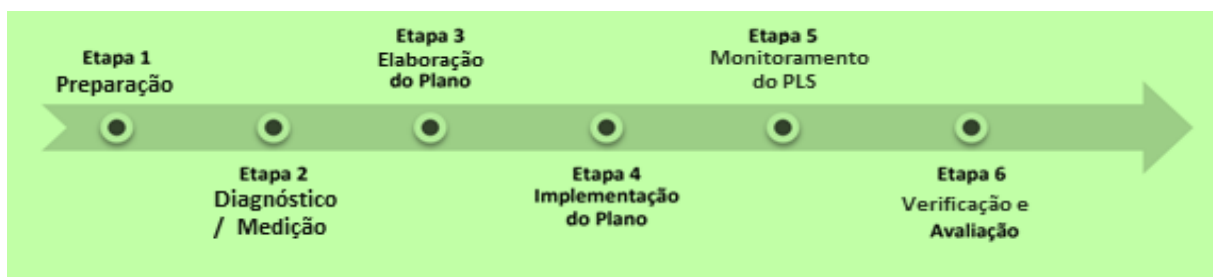 Etapa 1
Preparação
Etapa 2
Diagnóstico
/ Medição
Etapa 3
Elaboração
do Plano
Etapa 4
Implementação
do Plano
Etapa 5
Monitoramento
do PLS
Etapa 6
Verificação e
Avaliação